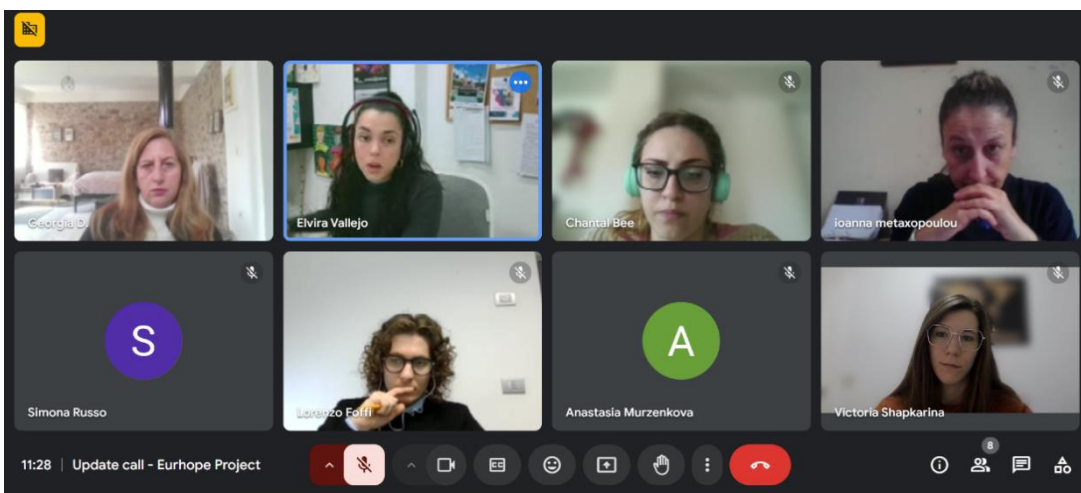 Georgia D.
Elvira Vallejo
Chantal Bee
ioanna metaxopoulou
S
Simona Russo
Lorenzo Foffi
A
Anastasia Murzenkova
Victoria Shapkarina
11:28 | Update call - Eurhope Project
CC
8